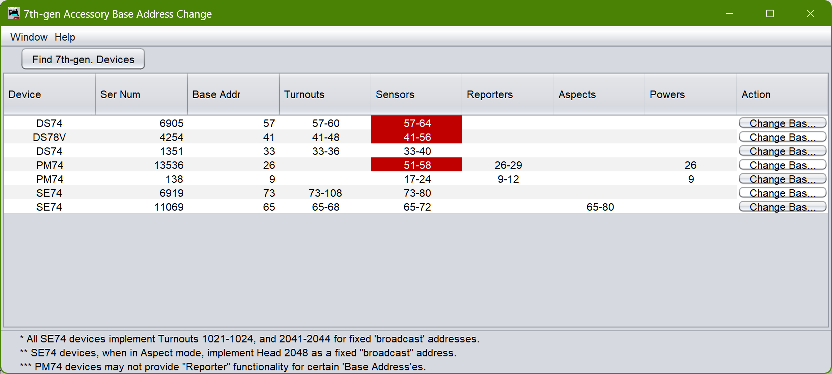 7th-gen Accessory Base Address Change
Window Help
Find 7th-gen. Devices
Device Ser Num Base Addr Turnouts Sensors Reporters Aspects Powers Action
DS74 6905 57 57-60 57-64 Change Bas...
DS78V 4254 41 41-48 41-56 Change Bas...
DS74 1351 33 33-36 33-40 Change Bas...
PM74 13536 26 51-58 26-29 26 Change Bas...
PM74 138 9 17-24 9-12 9 Change Bas...
SE74 6919 73 73-108 73-80 Change Bas...
SE74 11069 65 65-68 65-72 65-80 Change Bas...
* All SE74 devices implement Turnouts 1021-1024, and 2041-2044 for fixed 'broadcast' addresses.
** SE74 devices, when in Aspect mode, implement Head 2048 as a fixed "broadcast" address.
*** PM74 devices may not provide "Reporter" functionality for certain 'Base Address'es.